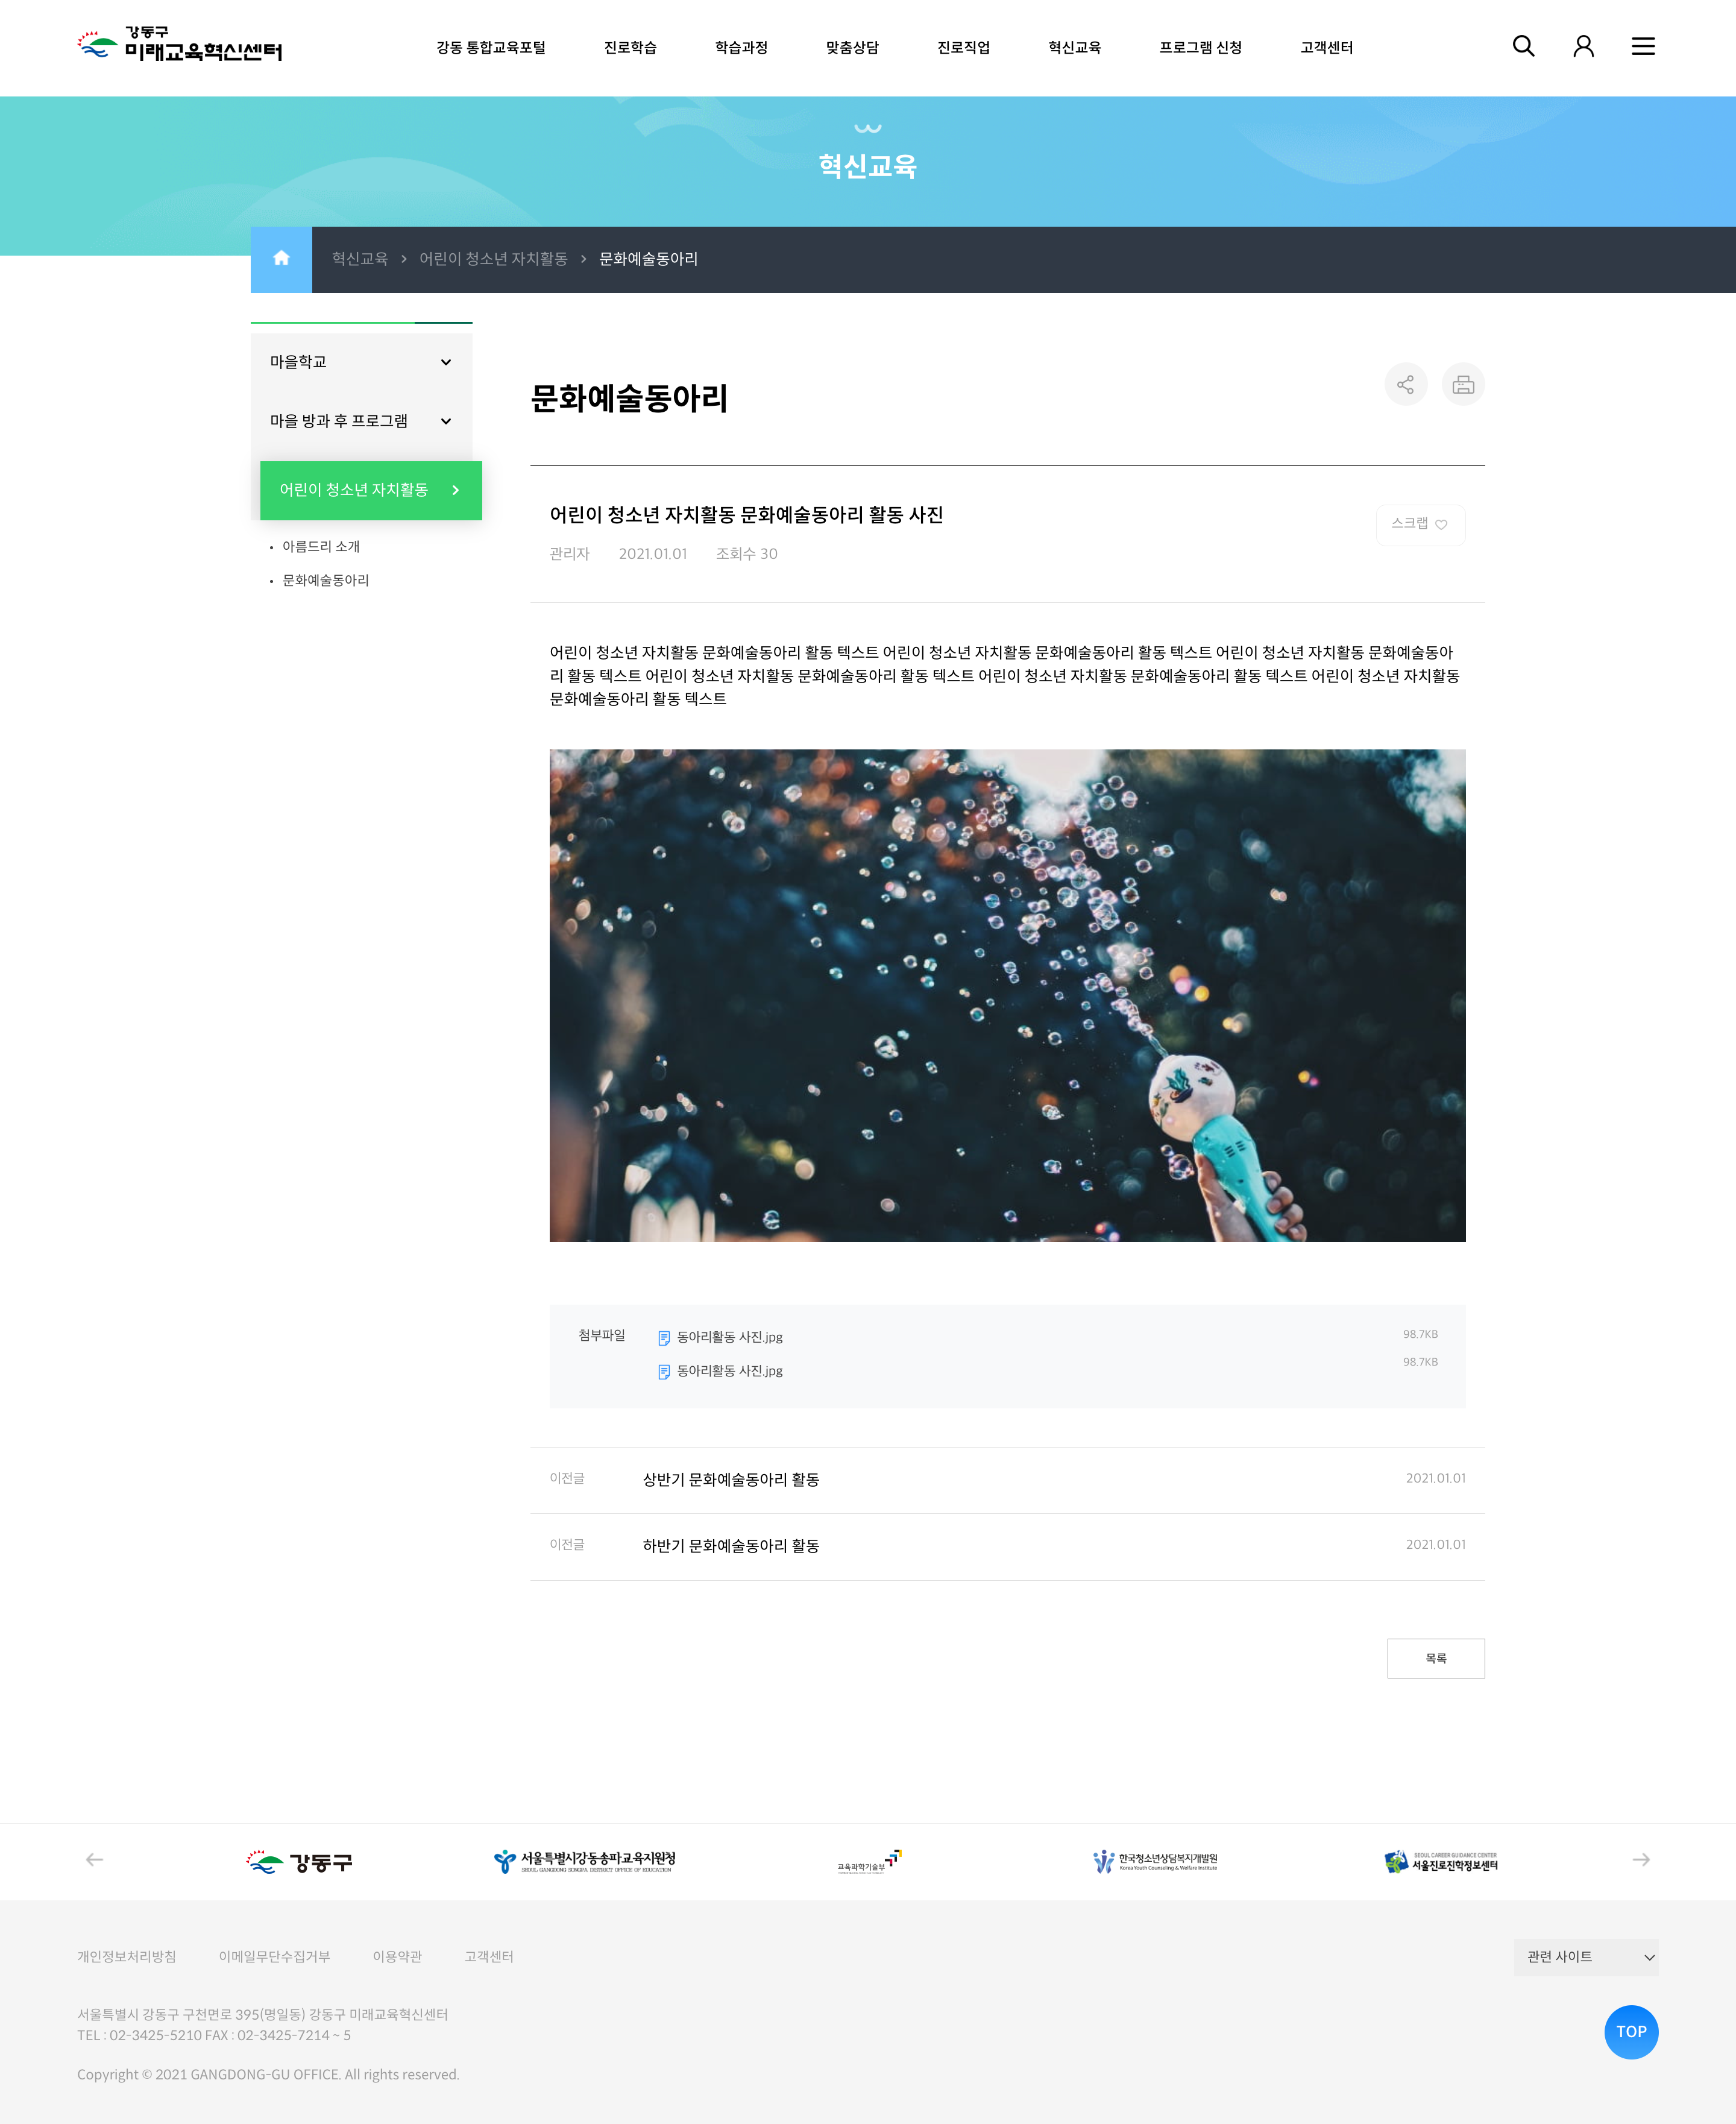 강동구
미래교육혁신센터
강동 통합교육포털
진로학습
학습과정
맞춤상담
진로직업
혁신교육
프로그램 신청
고객센터
혁신교육
혁신교육
어린이 청소년 자치활동
문화예술동아리
마을학교
마을 방과 후 프로그램
어린이 청소년 자치활동
아름드리 소개
문화예술동아리
문화예술동아리
어린이 청소년 자치활동 문화예술동아리 활동 사진
스크랩
관리자 2021.01.01 조회수 30
어린이 청소년 자치활동 문화예술동아리 활동 텍스트 어린이 청소년 자치활동 문화예술동아리 활동 텍스트 어린이 청소년 자치활동 문화예술동아
리 활동 텍스트 어린이 청소년 자치활동 문화예술동아리 활동 텍스트 어린이 청소년 자치활동 문화예술동아리 활동 텍스트 어린이 청소년 자치활동
문화예술동아리 활동 텍스트
첨부파일
동아리활동 사진.jpg 98.7KB
동아리활동 사진.jpg 98.7KB
이전글 상반기 문화예술동아리 활동 2021.01.01
이전글 하반기 문화예술동아리 활동 2021.01.01
목록
강동구
서울특별시강동송파교육지원청
SEOUL GANGDONG SONGPA DISTRICT OFFICE OF EDUCATION
교육과학기술부
한국청소년상담복지개발원
Korea Youth Counseling & Welfare Institute
SEOUL CAREER GUIDANCE CENTER
서울진로진학정보센터
개인정보처리방침
이메일무단수집거부
이용약관
고객센터
관련 사이트
서울특별시 강동구 구천면로 395(명일동) 강동구 미래교육혁신센터
TEL : 02-3425-5210 FAX : 02-3425-7214 ~ 5
TOP
Copyright © 2021 GANGDONG-GU OFFICE. All rights reserved.